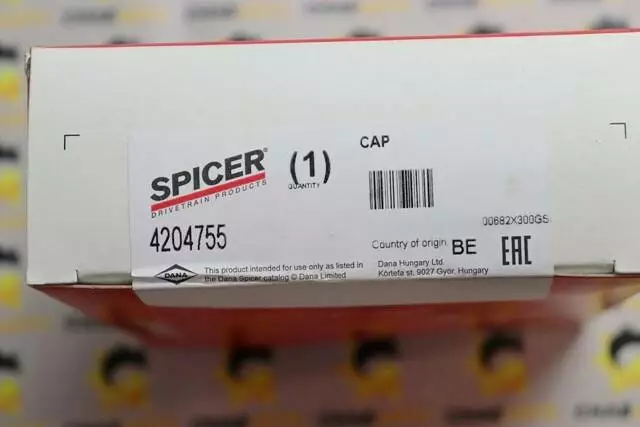 SPICER®
DRIVETRAIN PRODUCTS
(1)
QUANTITY
CAP
4204755
00682X300GS
Country of origin BE
EAC
DANA
This product intended for use only as listed in
the Dana Spicer catalog © Dana Limited
Dana Hungary Ltd.
Körtefa st. 9027 Győr, Hungary